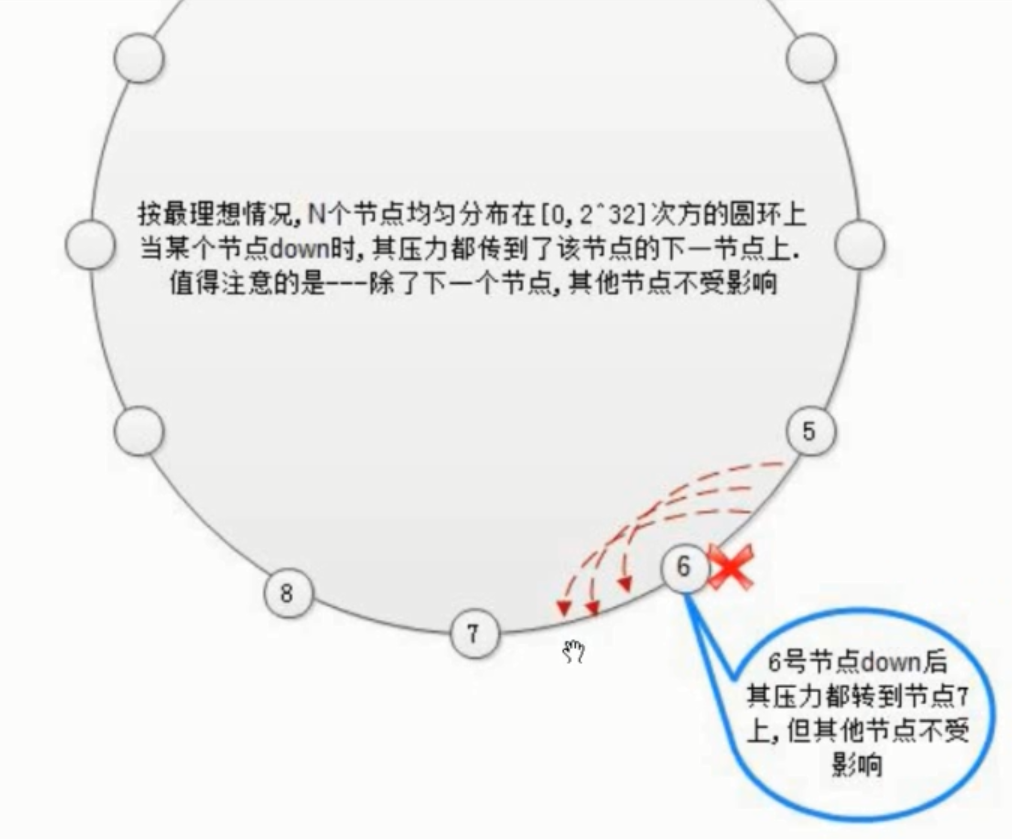 按最理想情况,N个节点均匀分布在[0,2^32]次方的圆环上
当某个节点down时,其压力都传到了该节点的下一节点上.
值得注意的是---除了下一个节点,其他节点不受影响
5
6
8
7
6号节点down后
其压力都转到节点7
上,但其他节点不受
影响